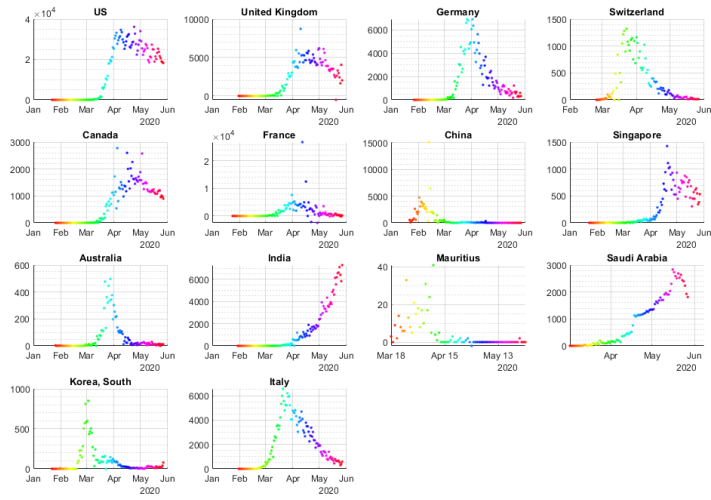 US
×10⁴
4
2
0
Jan Feb Mar Apr May Jun
2020
United Kingdom
10000
5000
0
Jan Feb Mar Apr May Jun
2020
Germany
6000
4000
2000
0
Jan Feb Mar Apr May Jun
2020
Switzerland
1500
1000
500
0
Feb Mar Apr May Jun
2020
Canada
3000
2000
1000
0
Jan Feb Mar Apr May Jun
2020
France
×10⁴
2
1
0
Jan Feb Mar Apr May Jun
2020
China
15000
10000
5000
0
Jan Feb Mar Apr May Jun
2020
Singapore
1500
1000
500
0
Jan Feb Mar Apr May Jun
2020
Australia
600
400
200
0
Jan Feb Mar Apr May Jun
2020
India
6000
4000
2000
0
Jan Feb Mar Apr May Jun
2020
Mauritius
40
20
0
Mar 18 Apr 15 May 13
2020
Saudi Arabia
3000
2000
1000
0
Apr May Jun
2020
Korea, South
1000
500
0
Jan Feb Mar Apr May Jun
2020
Italy
6000
4000
2000
0
Jan Feb Mar Apr May Jun
2020